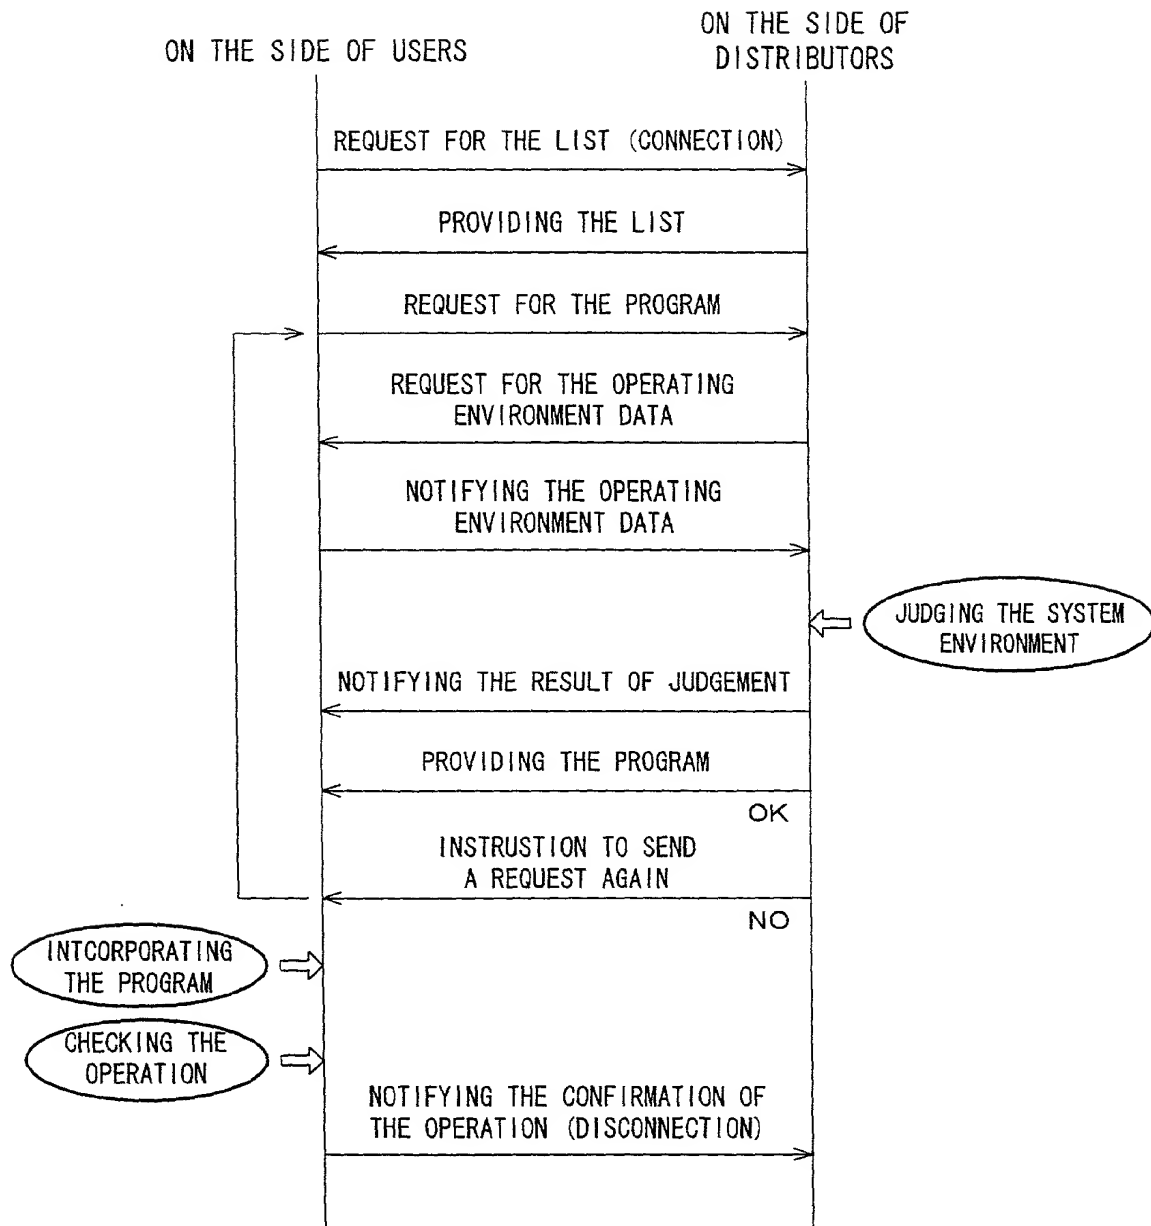 ON THE SIDE OF USERS
ON THE SIDE OF
DISTRIBUTORS
REQUEST FOR THE LIST (CONNECTION)
PROVIDING THE LIST
REQUEST FOR THE PROGRAM
REQUEST FOR THE OPERATING
ENVIRONMENT DATA
NOTIFYING THE OPERATING
ENVIRONMENT DATA
JUDGING THE SYSTEM
ENVIRONMENT
NOTIFYING THE RESULT OF JUDGEMENT
PROVIDING THE PROGRAM
OK
INSTRUSTION TO SEND
A REQUEST AGAIN
NO
INTCORPORATING
THE PROGRAM
CHECKING THE
OPERATION
NOTIFYING THE CONFIRMATION OF
THE OPERATION (DISCONNECTION)